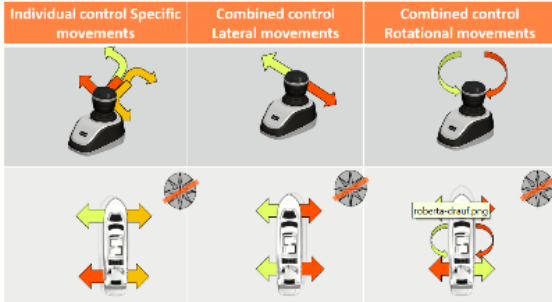 Individual control Specific
movements
Combined control
Lateral movements
Combined control
Rotational movements
roberta-drauf.png